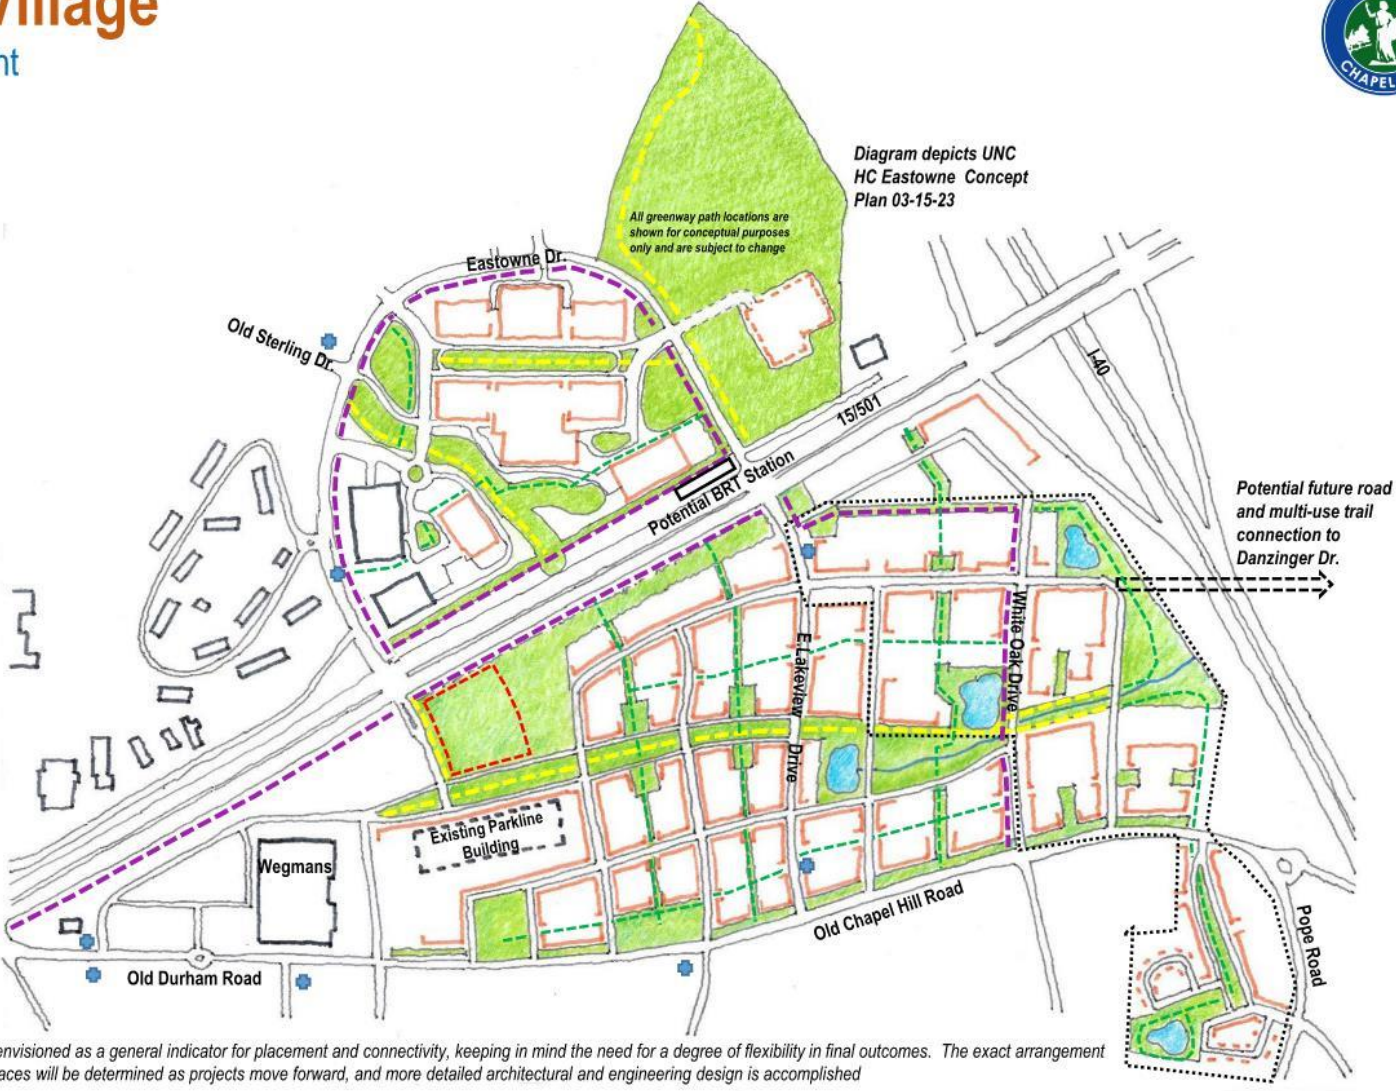 Village
nt
CHAPEL
Diagram depicts UNC
HC Eastowne Concept
Plan 03-15-23
All greenway path locations are
shown for conceptual purposes
only and are subject to change
Eastowne Dr.
Old Sterling Dr.
I-40
15/501
Potential BRT Station
Potential future road
and multi-use trail
connection to
Danzinger Dr.
White Oak Drive
E Lakeview Drive
Existing Parkline
Building
Wegmans
Old Chapel Hill Road
Pope Road
Old Durham Road
envisioned as a general indicator for placement and connectivity, keeping in mind the need for a degree of flexibility in final outcomes. The exact arrangement
aces will be determined as projects move forward, and more detailed architectural and engineering design is accomplished